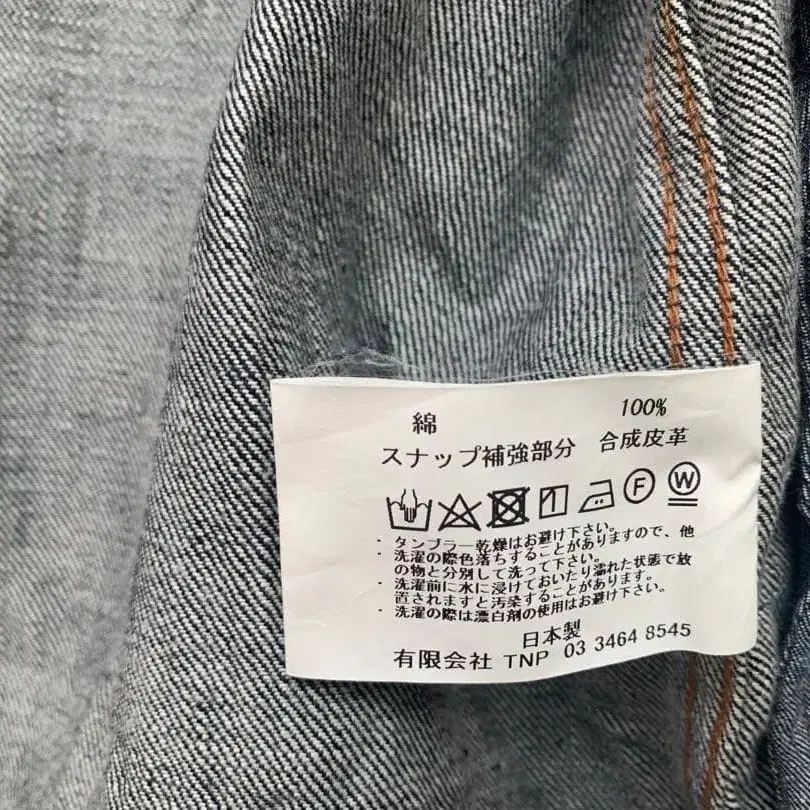 綿 100%
スナップ補強部分 合成皮革
F W
・タンブラー乾燥はお避け下さい。
・洗濯の際色落ちすることがありますので、他
の物と分別して洗って下さい。
・洗濯前に水に浸けておいたり濡れた状態で放
置されますと汚染することがあります。
・洗濯の際は漂白剤の使用はお避け下さい。
日本製
有限会社 TNP 03 3464 8545